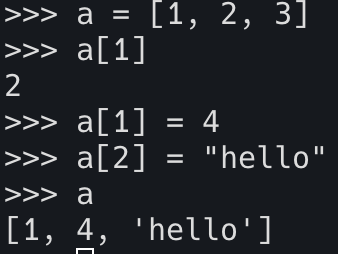 >>> a = [1, 2, 3]
>>> a[1]
2
>>> a[1] = 4
>>> a[2] = "hello"
>>> a
[1, 4, 'hello']